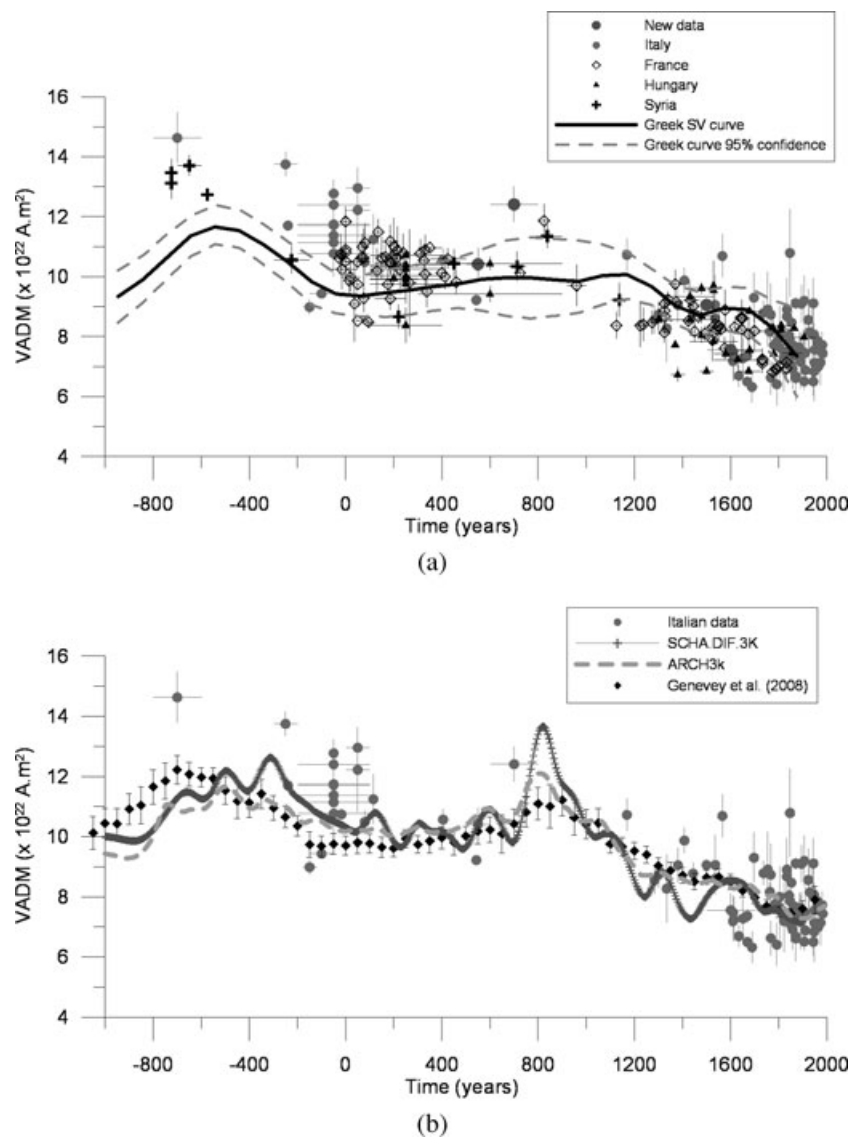 New data
Italy
France
Hungary
Syria
Greek SV curve
Greek curve 95% confidence
16
14
12
10
8
6
4
VADM (x 10²² A.m²)
-800
-400
0
400
800
1200
1600
2000
Time (years)
(a)
Italian data
SCHA.DIF.3K
ARCH3k
Genevey et al. (2008)
16
14
12
10
8
6
4
VADM (x 10²² A.m²)
-800
-400
0
400
800
1200
1600
2000
Time (years)
(b)